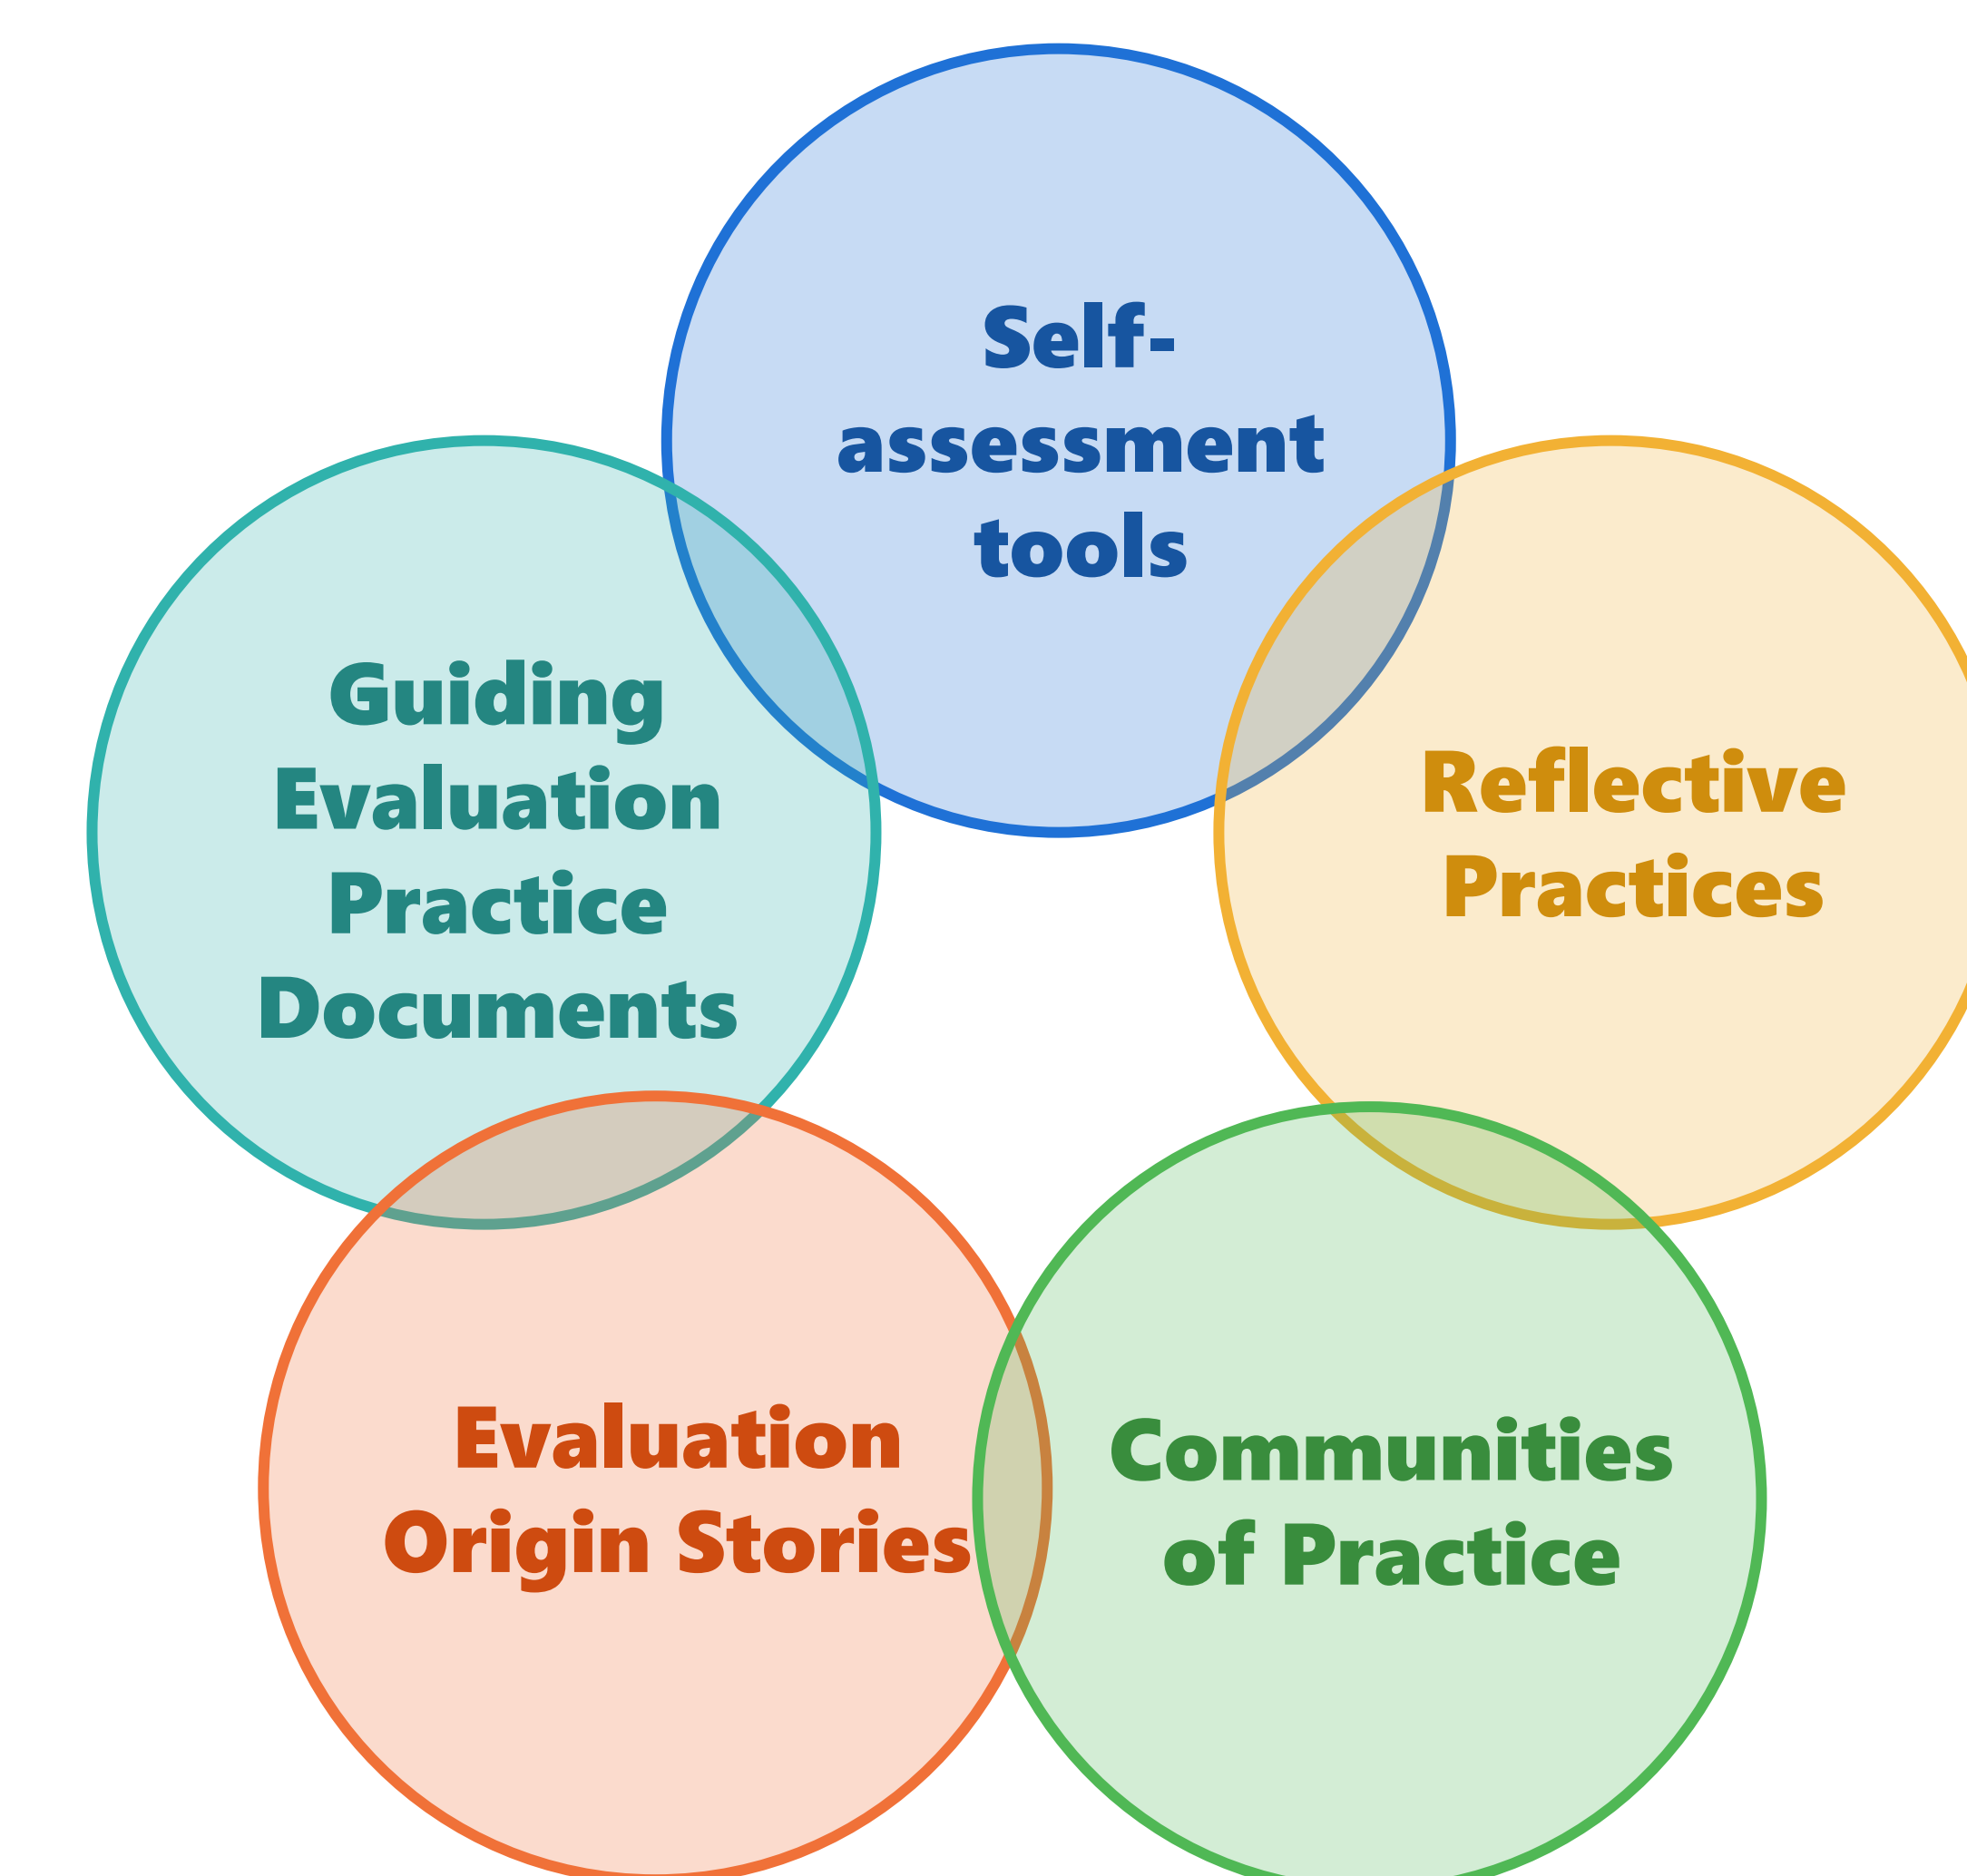 Self-
assessment
tools
Guiding
Evaluation
Practice
Documents
Reflective
Practices
Evaluation
Origin Stories
Communities
of Practice